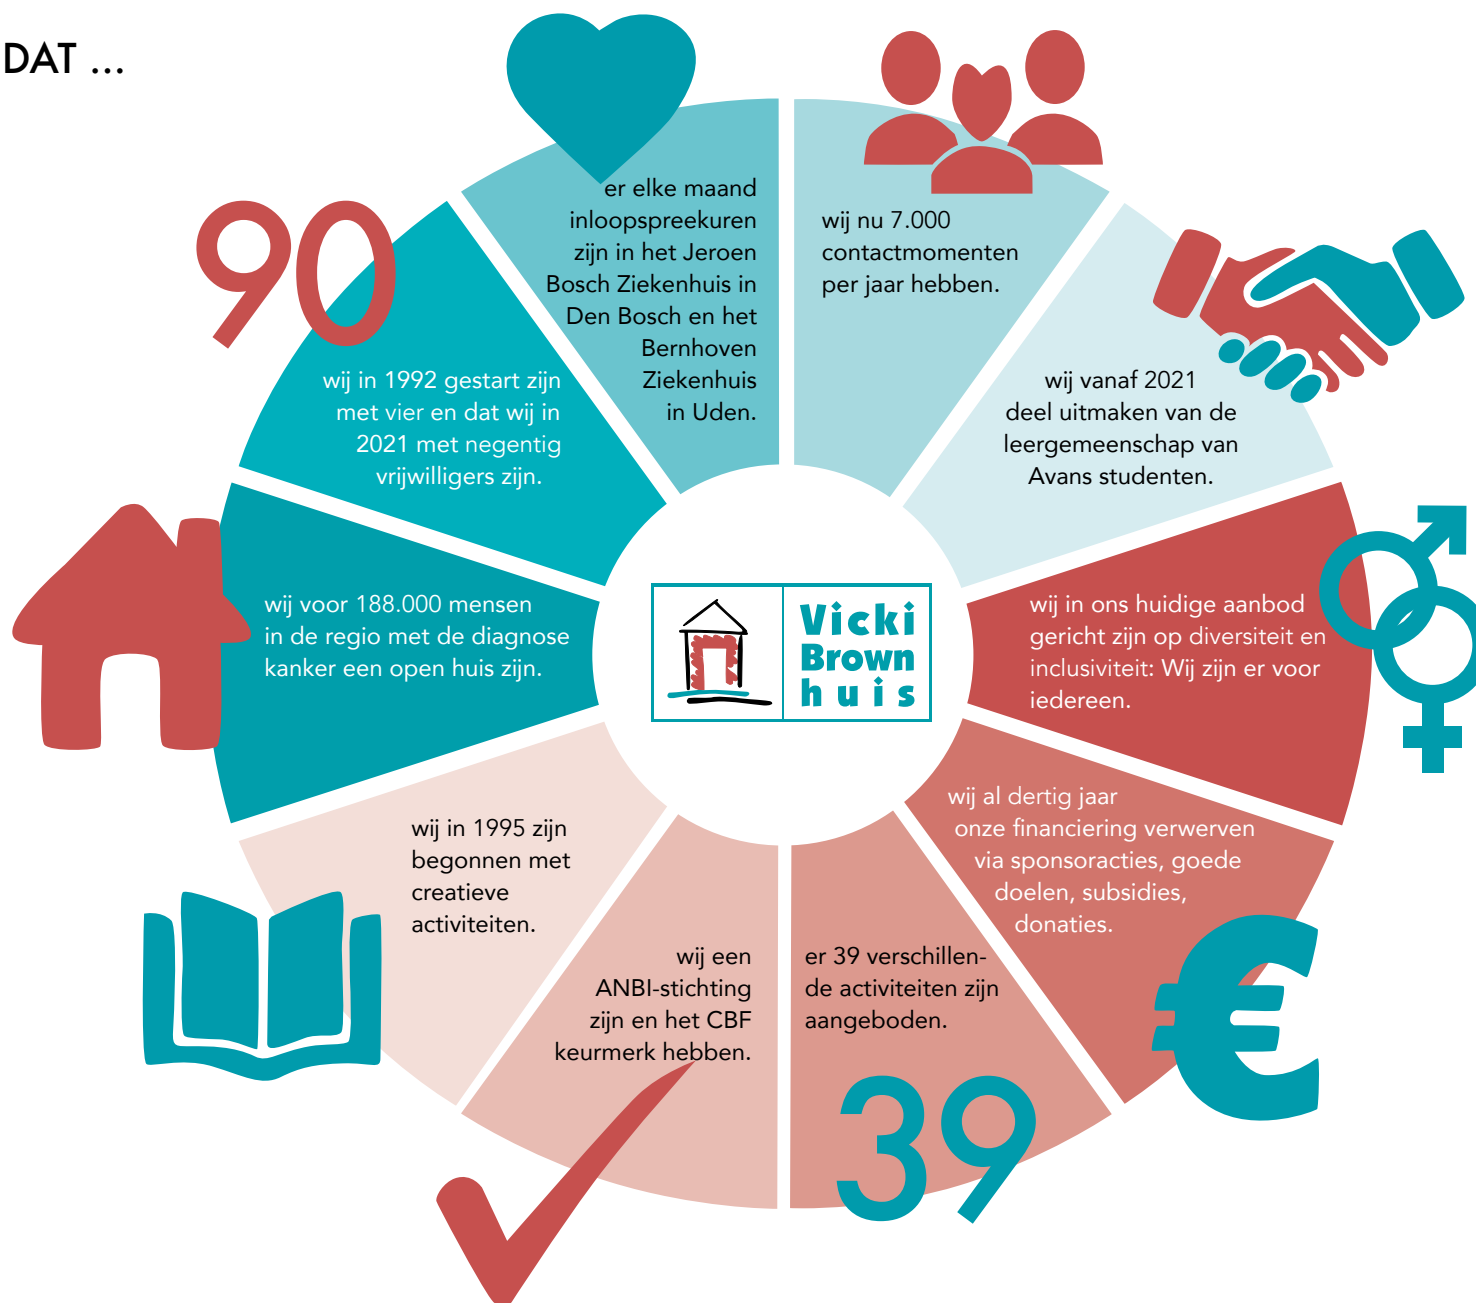 DAT ...
er elke maand
inloopspreekuren
zijn in het Jeroen
Bosch Ziekenhuis in
Den Bosch en het
Bernhoven
Ziekenhuis
in Uden.
wij nu 7.000
contactmomenten
per jaar hebben.
wij vanaf 2021
deel uitmaken van de
leergemeenschap van
Avans studenten.
wij in ons huidige aanbod
gericht zijn op diversiteit en
inclusiviteit: Wij zijn er voor
iedereen.
wij al dertig jaar
onze financiering verwerven
via sponsoracties, goede
doelen, subsidies,
donaties.
€
er 39 verschillen-
de activiteiten zijn
aangeboden.
39
wij een
ANBI-stichting
zijn en het CBF
keurmerk hebben.
wij in 1995 zijn
begonnen met
creatieve
activiteiten.
wij voor 188.000 mensen
in de regio met de diagnose
kanker een open huis zijn.
90
wij in 1992 gestart zijn
met vier en dat wij in
2021 met negentig
vrijwilligers zijn.
Vicki
Brown
huis